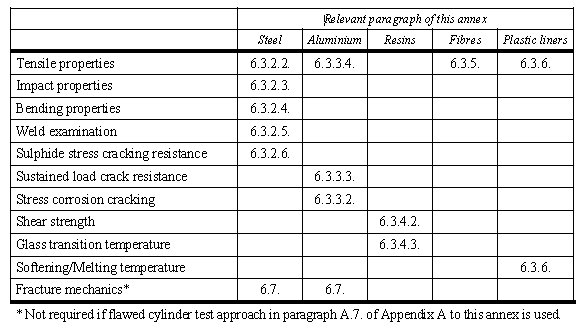 Relevant paragraph of this annex
Steel Aluminium Resins Fibres Plastic liners
Tensile properties 6.3.2.2. 6.3.3.4. 6.3.5. 6.3.6.
Impact properties 6.3.2.3.
Bending properties 6.3.2.4.
Weld examination 6.3.2.5.
Sulphide stress cracking resistance 6.3.2.6.
Sustained load crack resistance 6.3.3.3.
Stress corrosion cracking 6.3.3.2.
Shear strength 6.3.4.2.
Glass transition temperature 6.3.4.3.
Softening/Melting temperature 6.3.6.
Fracture mechanics* 6.7. 6.7.
* Not required if flawed cylinder test approach in paragraph A.7. of Appendix A to this annex is used.